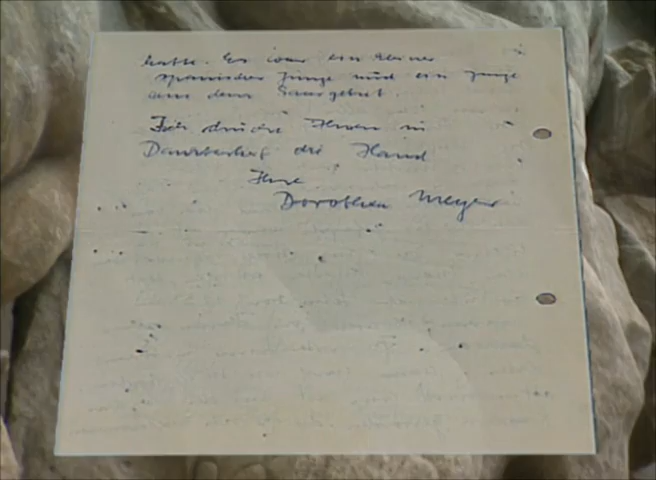 hatte. Es war ein kleiner
spanischer Junge und ein Junge
aus dem Saargebiet.
Ich drücke Ihnen in
Dankbarkeit die Hand
Ihre
Dorothea Meyer